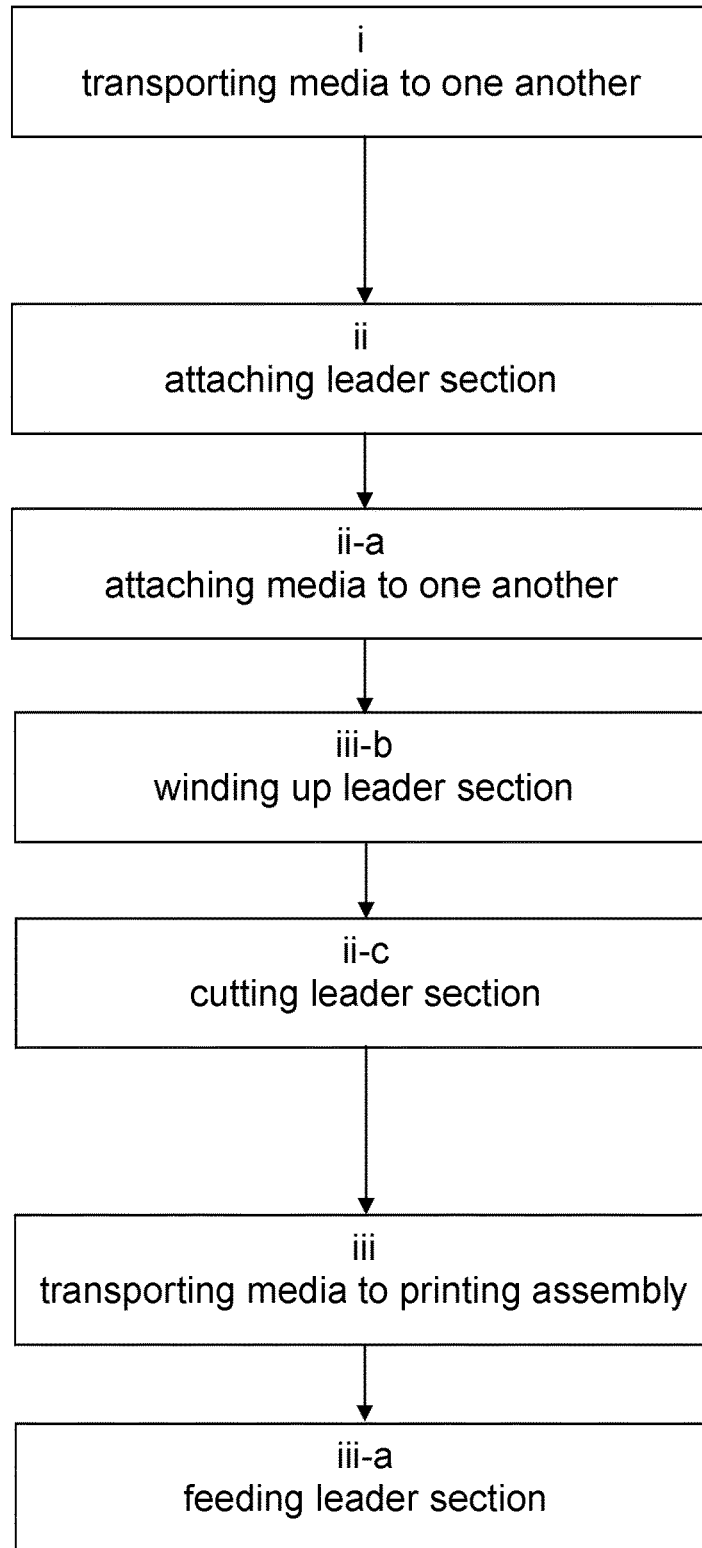 i
transporting media to one another
ii
attaching leader section
ii-a
attaching media to one another
iii-b
winding up leader section
ii-c
cutting leader section
iii
transporting media to printing assembly
iii-a
feeding leader section